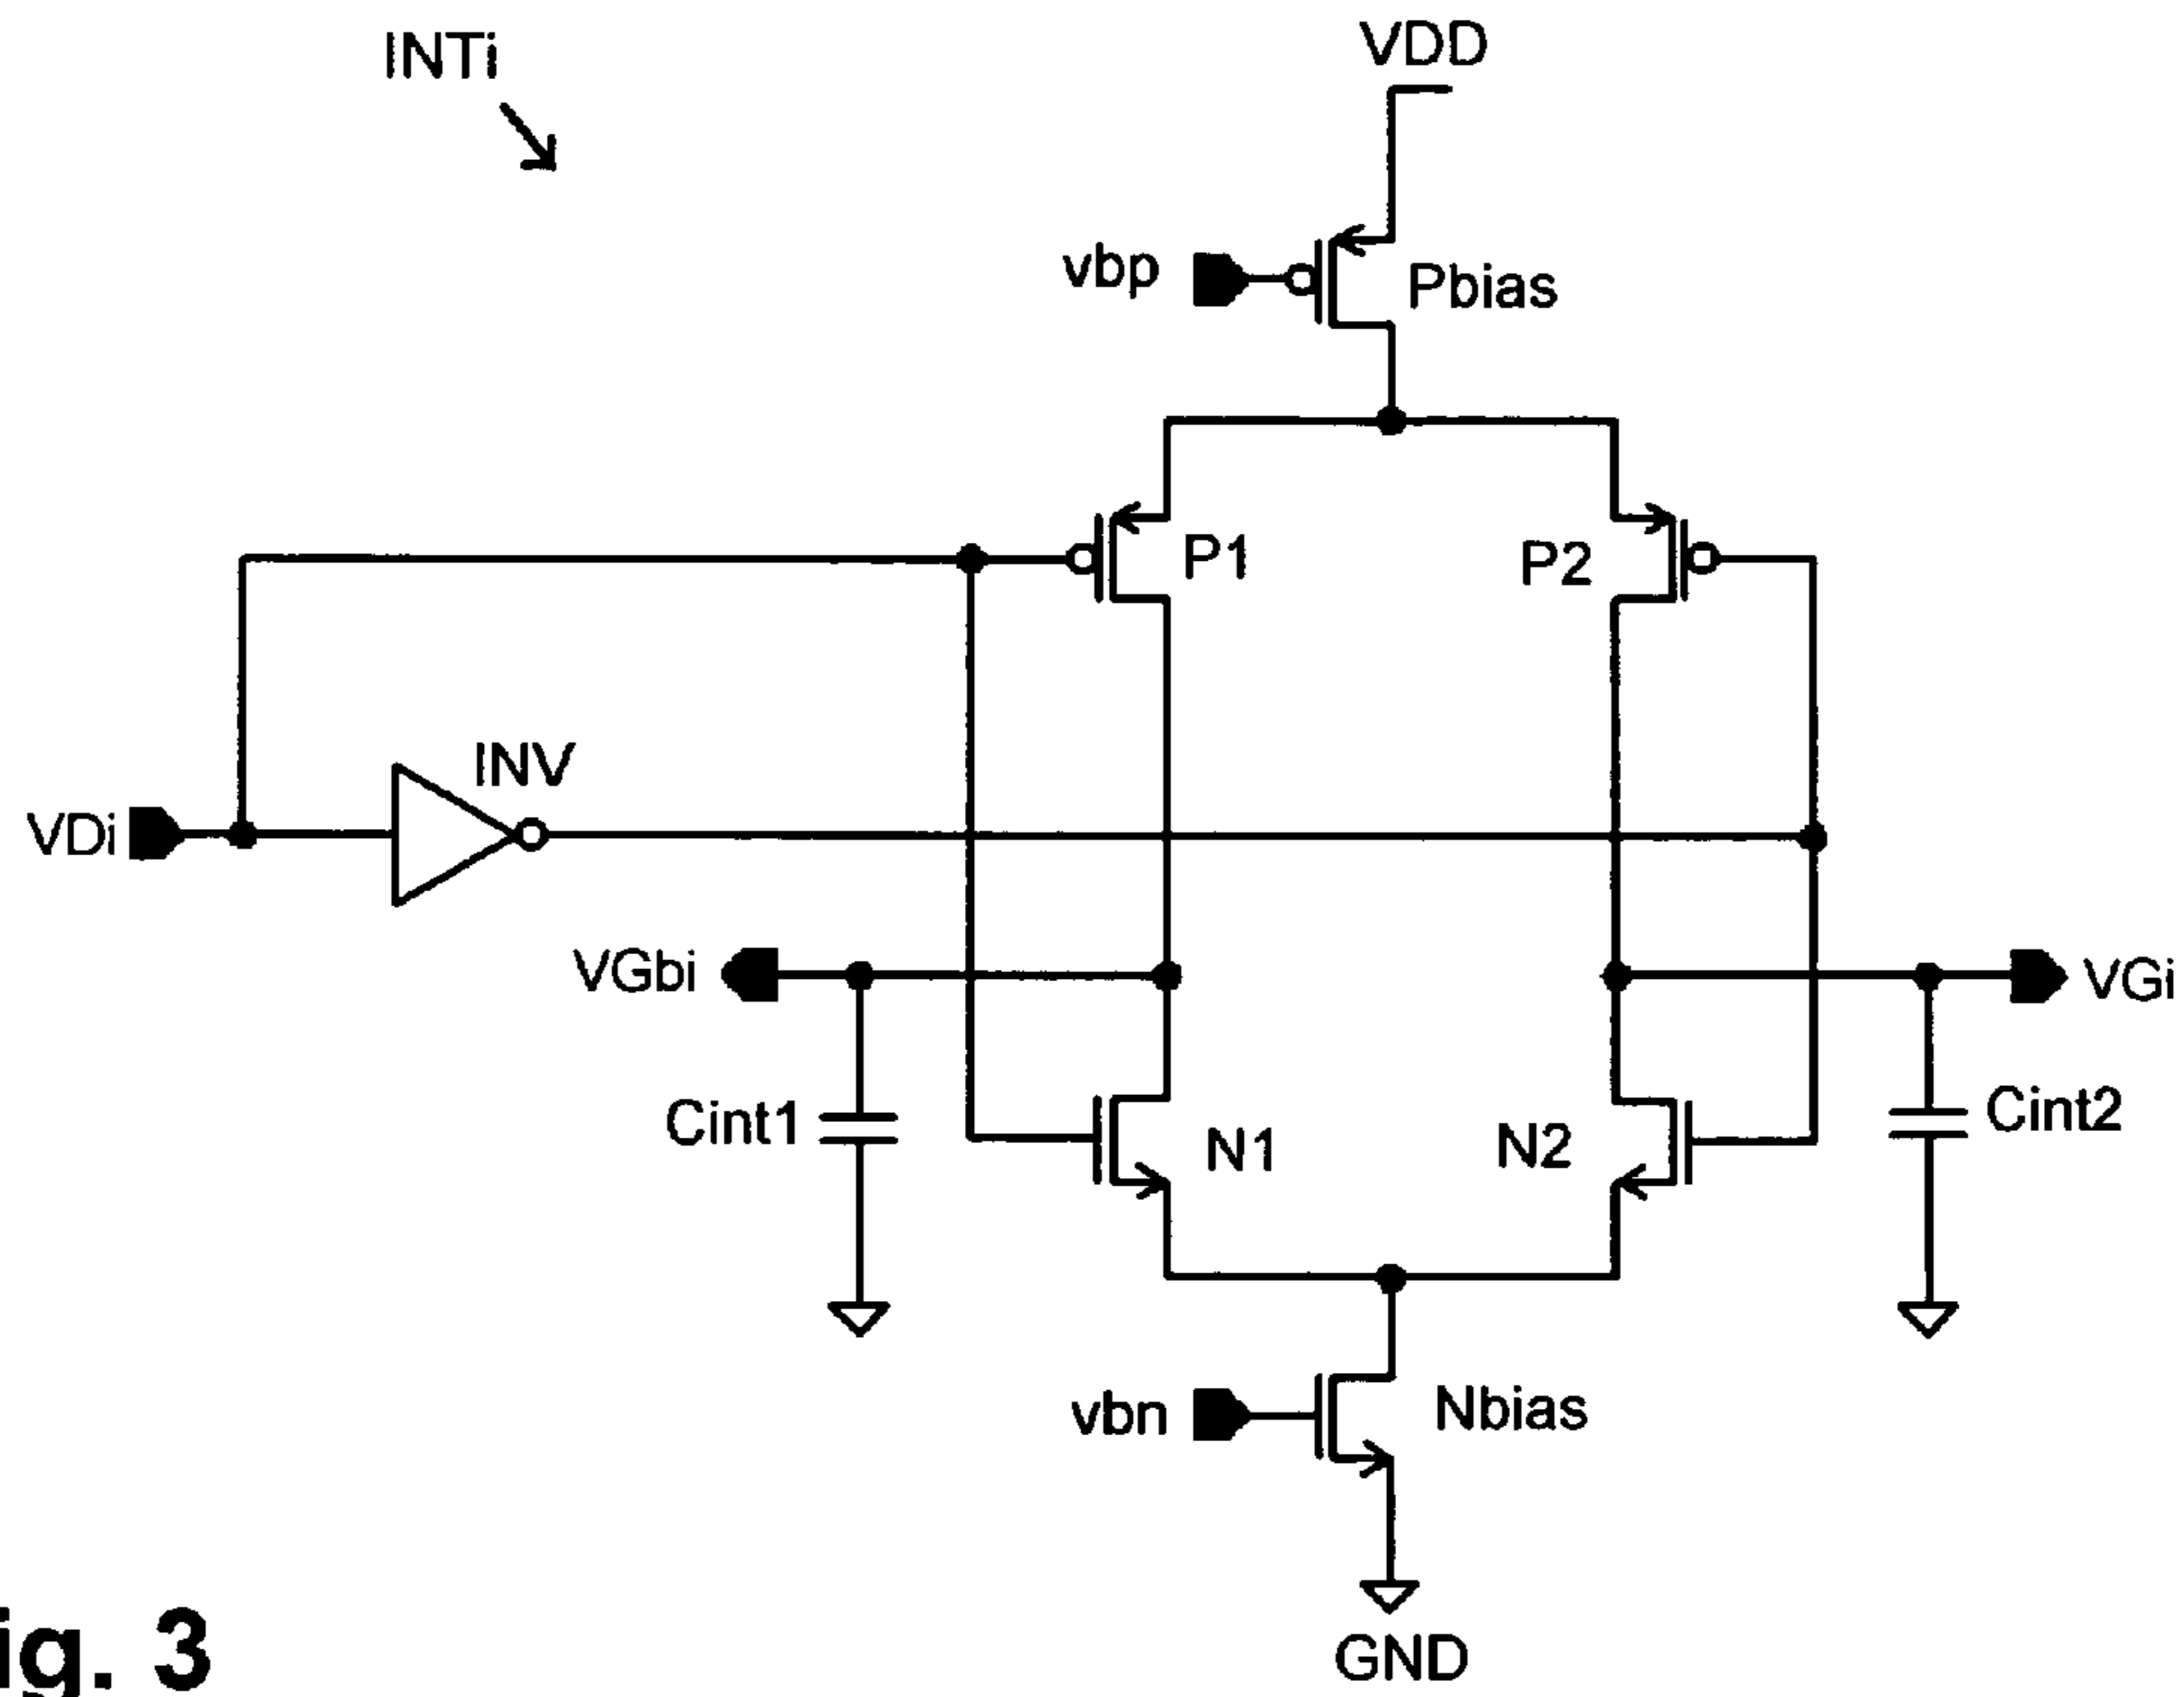 INTi
VDD
vbp
Pbias
P1
P2
INV
VDi
VGbi
VGi
Cint1
N1
N2
Cint2
vbn
Nbias
GND
ig. 3